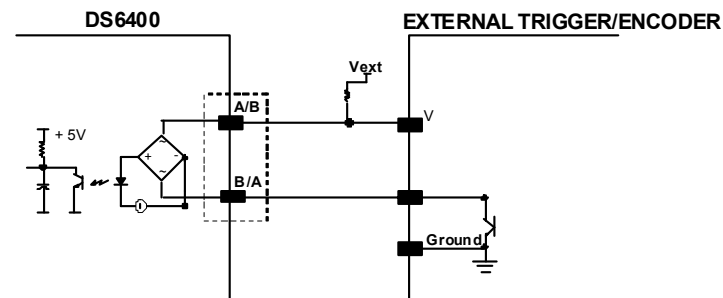 DS6400
EXTERNAL TRIGGER/ENCODER
Vext
A/B
V
+ 5V
+ -
~
~
B/A
Ground